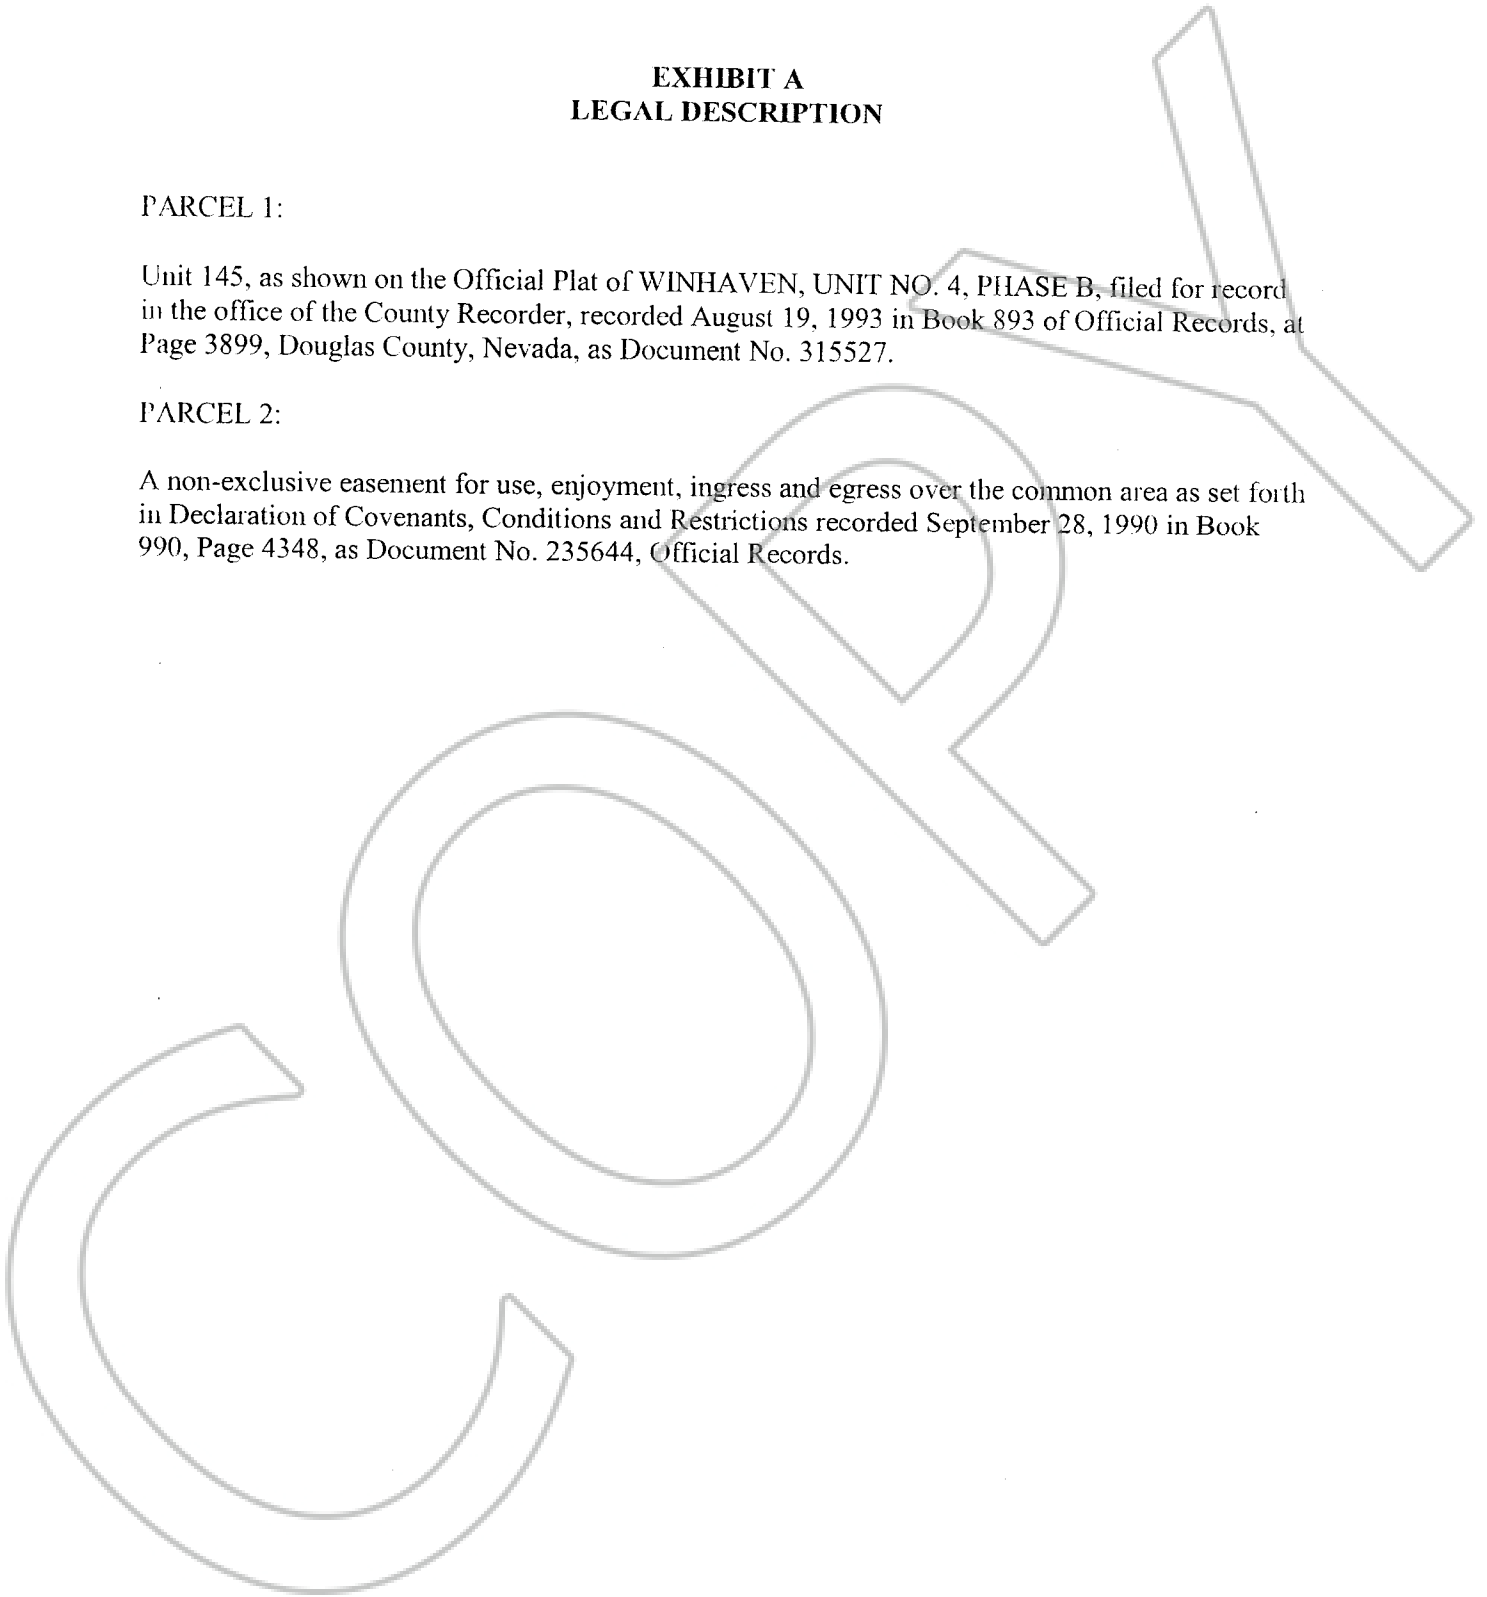 EXHIBIT A
LEGAL DESCRIPTION
PARCEL 1:
Unit 145, as shown on the Official Plat of WINHAVEN, UNIT NO. 4, PHASE B, filed for record
in the office of the County Recorder, recorded August 19, 1993 in Book 893 of Official Records, at
Page 3899, Douglas County, Nevada, as Document No. 315527.
PARCEL 2:
A non-exclusive easement for use, enjoyment, ingress and egress over the common area as set forth
in Declaration of Covenants, Conditions and Restrictions recorded September 28, 1990 in Book
990, Page 4348, as Document No. 235644, Official Records.
COPY